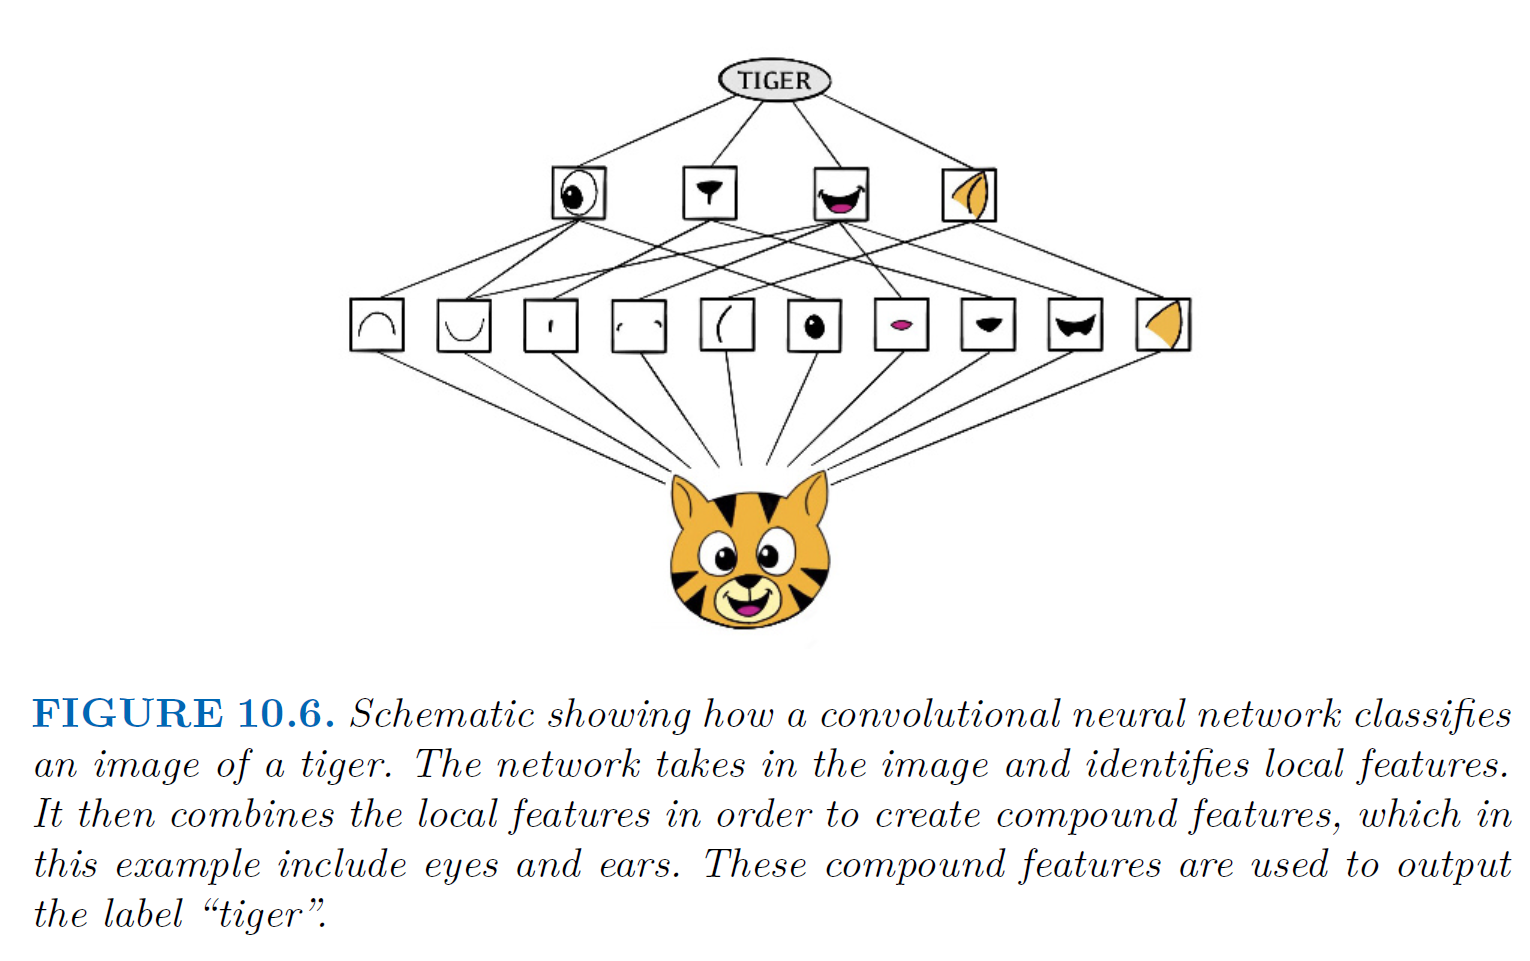 TIGER
FIGURE 10.6. Schematic showing how a convolutional neural network classifies
an image of a tiger. The network takes in the image and identifies local features.
It then combines the local features in order to create compound features, which in
this example include eyes and ears. These compound features are used to output
the label “tiger”.